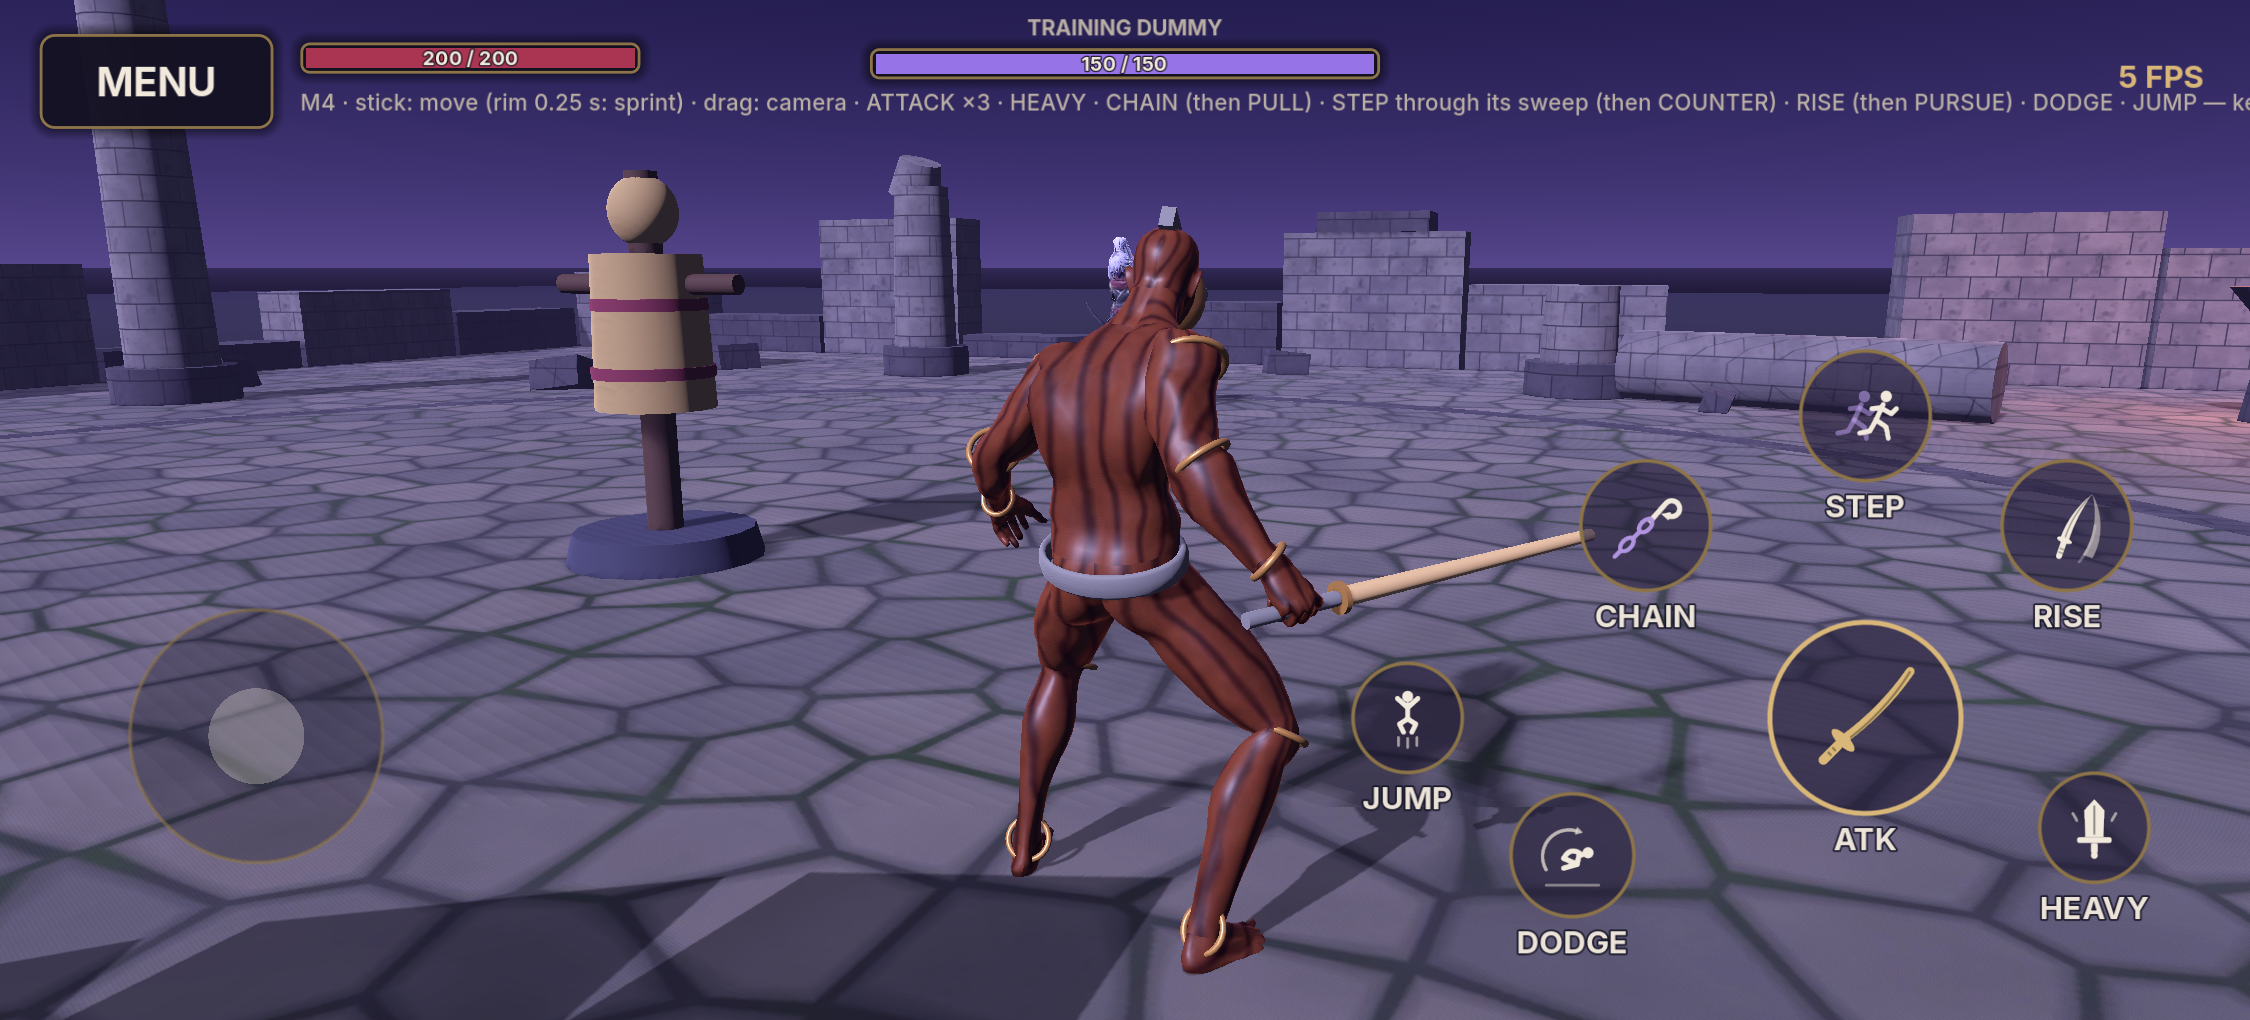 TRAINING DUMMY
MENU
200 / 200
150 / 150
5 FPS
M4 · stick: move (rim 0.25 s: sprint) · drag: camera · ATTACK ×3 · HEAVY · CHAIN (then PULL) · STEP through its sweep (then COUNTER) · RISE (then PURSUE) · DODGE · JUMP —
STEP
CHAIN
RISE
JUMP
ATK
HEAVY
DODGE